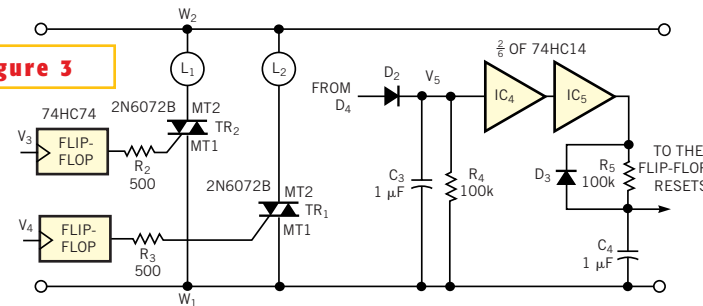 W2
gure 3
L1
L2
2/6 OF 74HC14
FROM
D4
D2
V5
IC4
IC5
74HC74
2N6072B
MT2
TR2
MT1
V3
FLIP-
FLOP
R2
500
2N6072B
MT2
TR1
MT1
V4
FLIP-
FLOP
R3
500
C3
1 µF
R4
100k
D3
R5
100k
TO THE
FLIP-FLOP
RESETS
C4
1 µF
W1